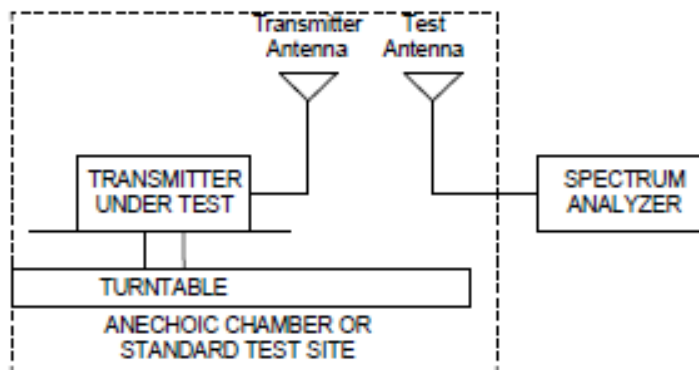 Transmitter
Antenna
Test
Antenna
TRANSMITTER
UNDER TEST
SPECTRUM
ANALYZER
TURNTABLE
ANECHOIC CHAMBER OR
STANDARD TEST SITE